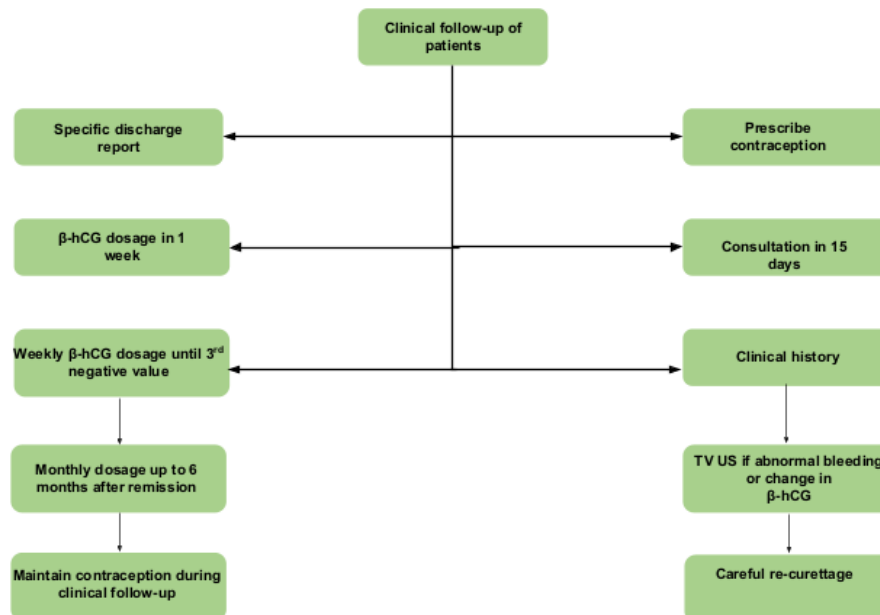 Clinical follow-up of
patients
Specific discharge
report
Prescribe
contraception
β-hCG dosage in 1
week
Consultation in 15
days
Weekly β-hCG dosage until 3rd
negative value
Clinical history
Monthly dosage up to 6
months after remission
TV US if abnormal bleeding
or change in
β-hCG
Maintain contraception during
clinical follow-up
Careful re-curettage